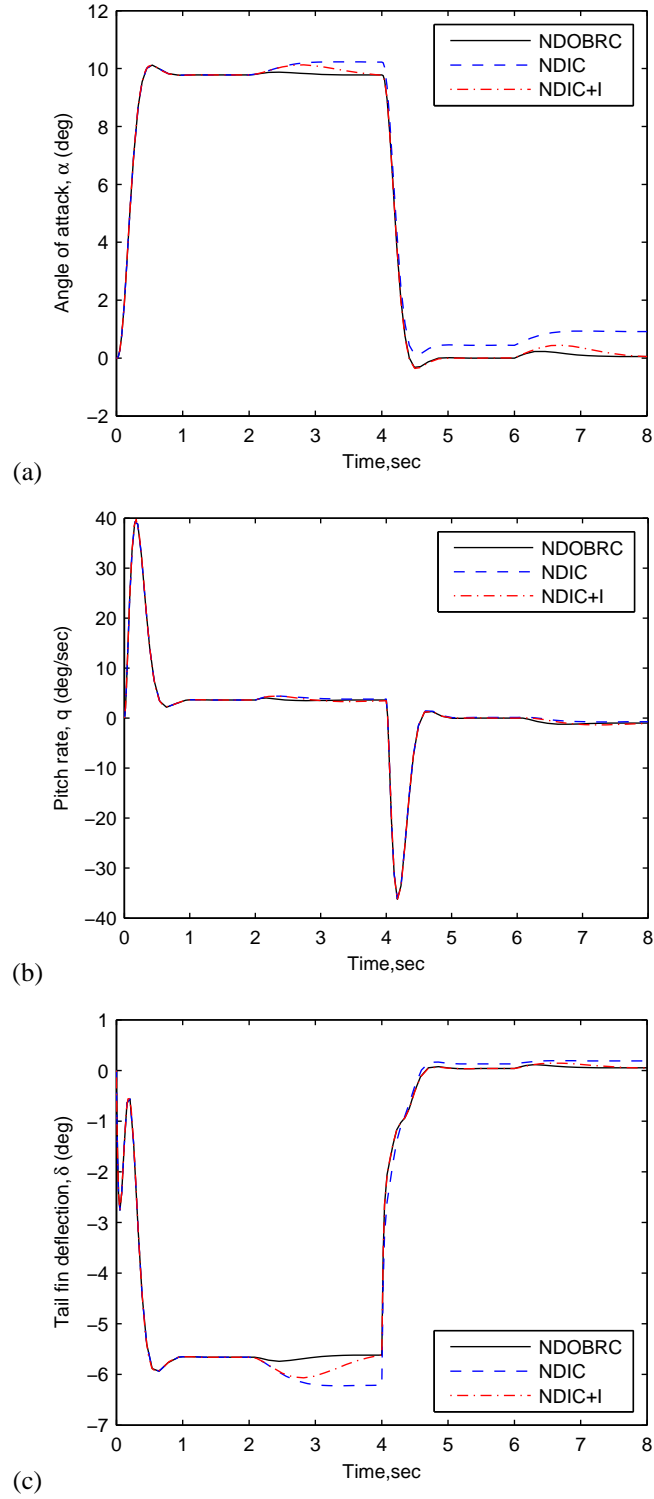 12
10
8
6
4
2
0
−2
Angle of attack, α (deg)
NDOBRC
NDIC
NDIC+I
0 1 2 3 4 5 6 7 8
Time,sec
(a)
40
30
20
10
0
−10
−20
−30
−40
Pitch rate, q (deg/sec)
NDOBRC
NDIC
NDIC+I
0 1 2 3 4 5 6 7 8
Time,sec
(b)
1
0
−1
−2
−3
−4
−5
−6
−7
Tail fin deflection, δ (deg)
NDOBRC
NDIC
NDIC+I
0 1 2 3 4 5 6 7 8
Time,sec
(c)